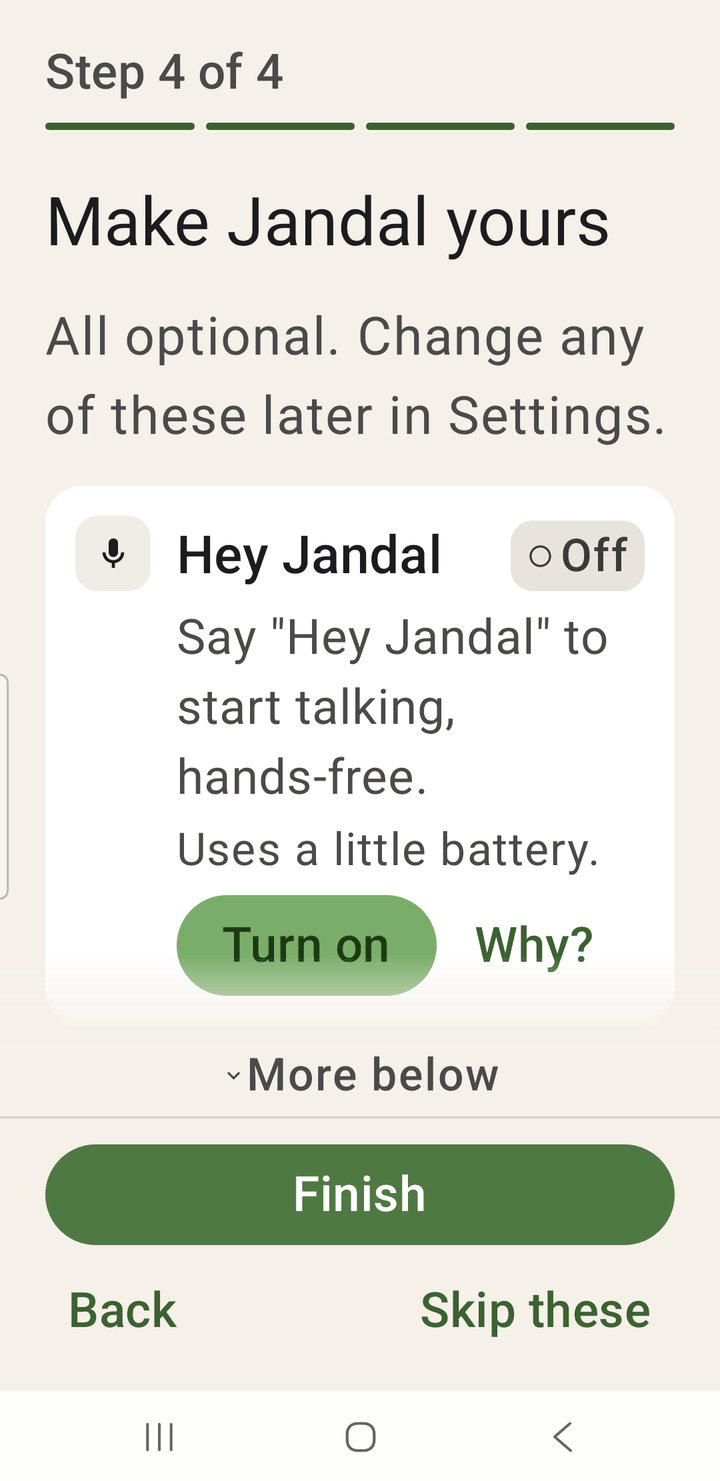 Step 4 of 4
Make Jandal yours
All optional. Change any
of these later in Settings.
Hey Jandal
Off
Say "Hey Jandal" to
start talking,
hands-free.
Uses a little battery.
Turn on
Why?
More below
Finish
Back
Skip these